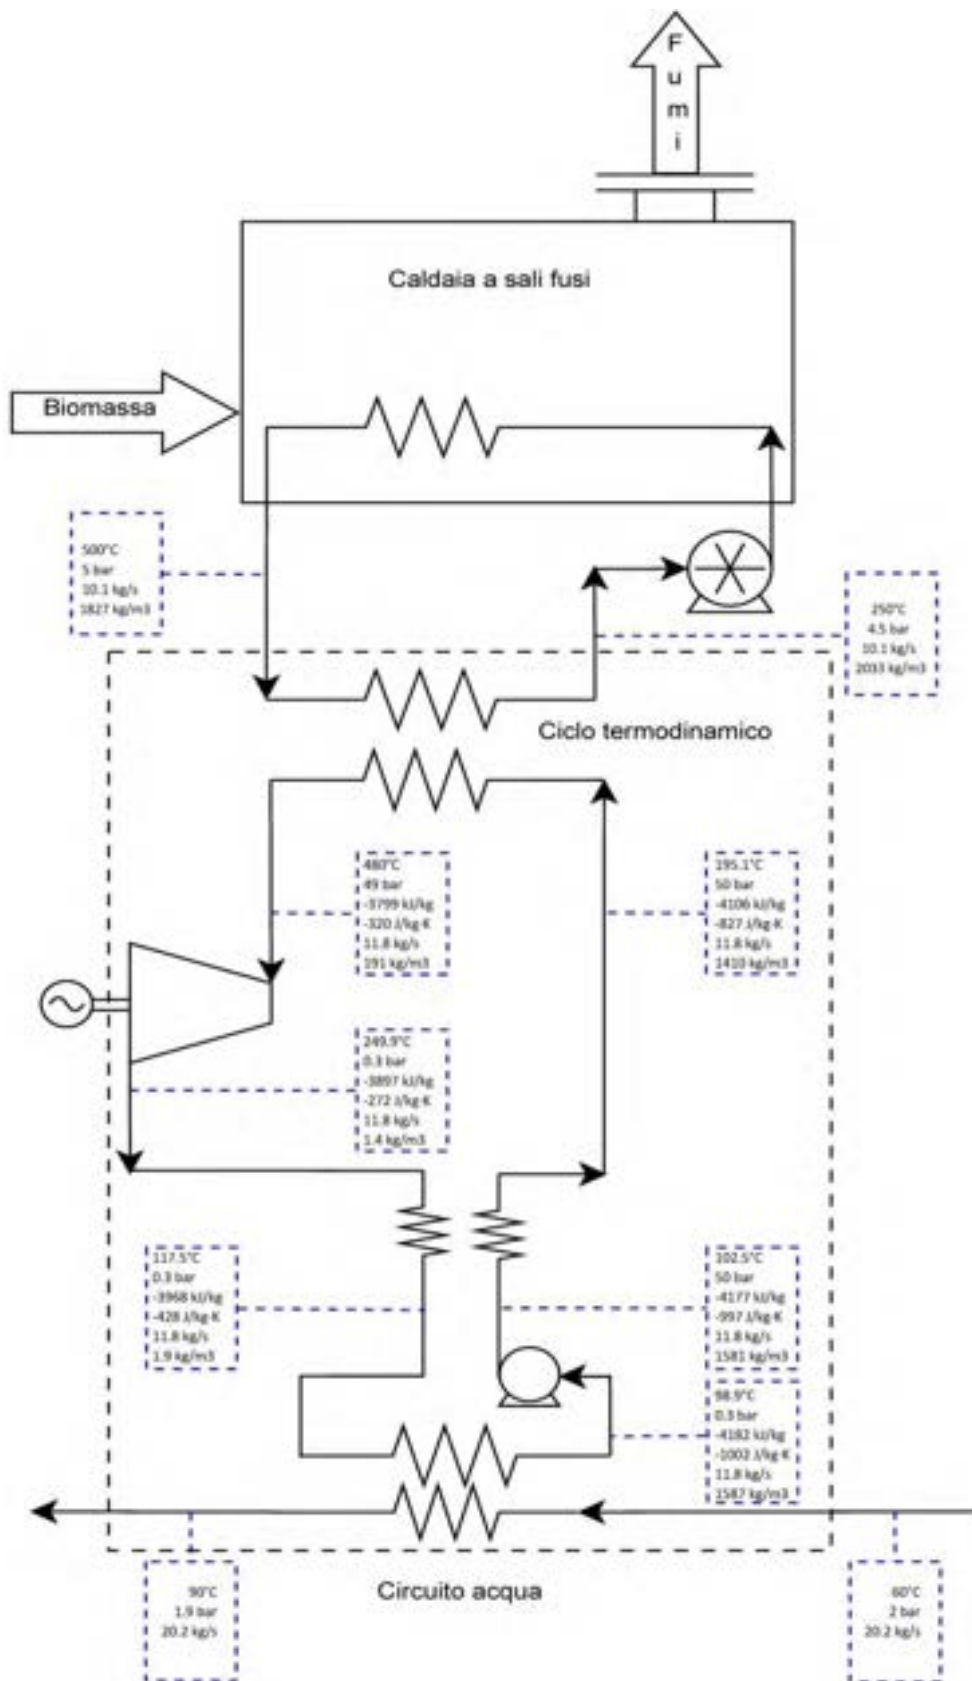 F
u
m
i
Caldaia a sali fusi
Biomassa
500°C
5 bar
10.1 kg/s
1827 kg/m3
250°C
4.5 bar
10.1 kg/s
2033 kg/m3
Ciclo termodinamico
480°C
49 bar
-3799 kJ/kg
-320 J/kg·K
11.8 kg/s
191 kg/m3
195.1°C
50 bar
-4106 kJ/kg
-827 J/kg·K
11.8 kg/s
1410 kg/m3
249.9°C
0.3 bar
-3897 kJ/kg
-272 J/kg·K
11.8 kg/s
1.4 kg/m3
117.5°C
0.3 bar
-3968 kJ/kg
-428 J/kg·K
11.8 kg/s
1.9 kg/m3
102.5°C
50 bar
-4177 kJ/kg
-997 J/kg·K
11.8 kg/s
1581 kg/m3
98.9°C
0.3 bar
-4182 kJ/kg
-1002 J/kg·K
11.8 kg/s
1587 kg/m3
90°C
1.9 bar
20.2 kg/s
Circuito acqua
60°C
2 bar
20.2 kg/s